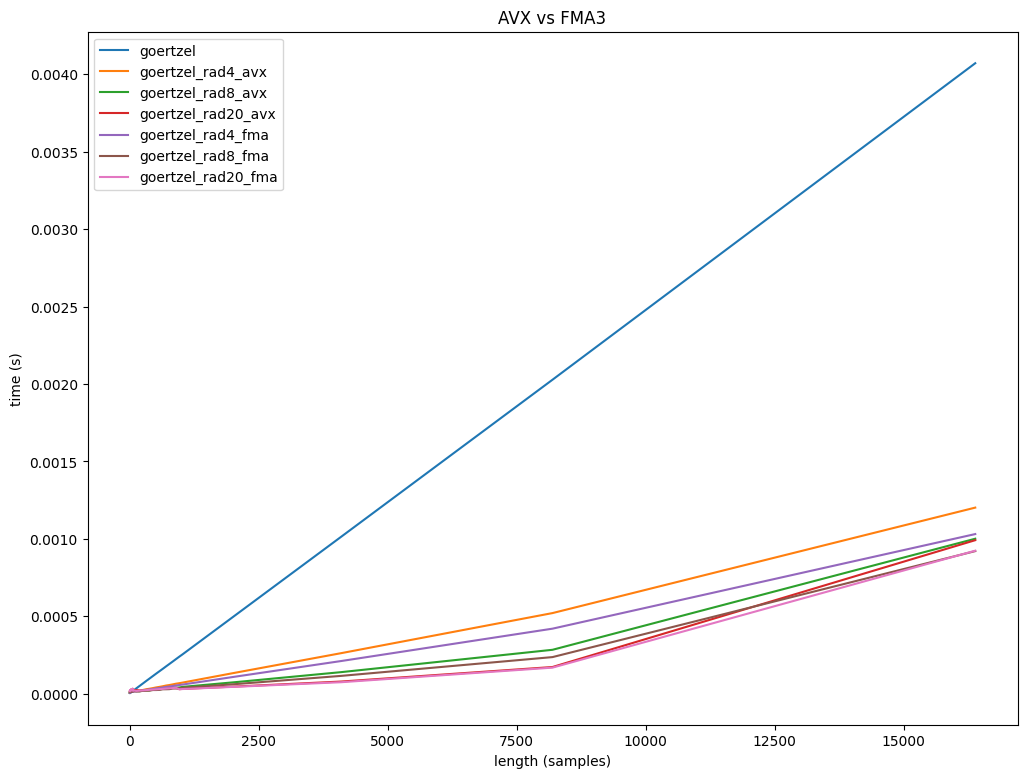 AVX vs FMA3
goertzel
goertzel_rad4_avx
goertzel_rad8_avx
goertzel_rad20_avx
goertzel_rad4_fma
goertzel_rad8_fma
goertzel_rad20_fma
0.0040
0.0035
0.0030
0.0025
0.0020
0.0015
0.0010
0.0005
0.0000
time (s)
0 2500 5000 7500 10000 12500 15000
length (samples)